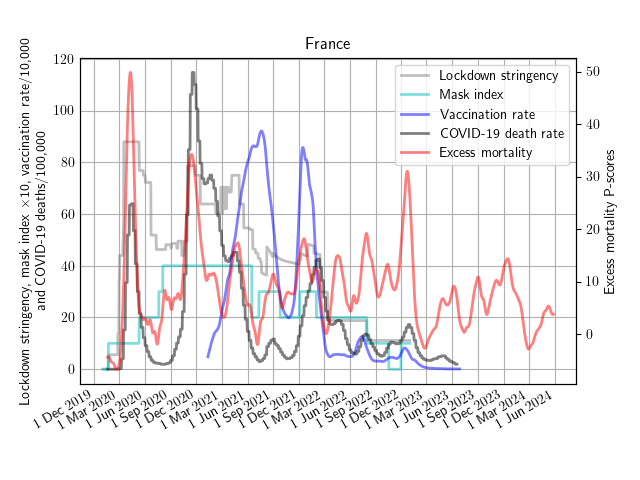 France
Lockdown stringency, mask index ×10, vaccination rate/10,000
and COVID-19 deaths/100,000
120
100
80
60
40
20
0
50
40
30
20
10
0
Excess mortality P-scores
Lockdown stringency
Mask index
Vaccination rate
COVID-19 death rate
Excess mortality
1 Dec 2019
1 Mar 2020
1 Jun 2020
1 Sep 2020
1 Dec 2020
1 Mar 2021
1 Jun 2021
1 Sep 2021
1 Dec 2021
1 Mar 2022
1 Jun 2022
1 Sep 2022
1 Dec 2022
1 Mar 2023
1 Jun 2023
1 Sep 2023
1 Dec 2023
1 Mar 2024
1 Jun 2024